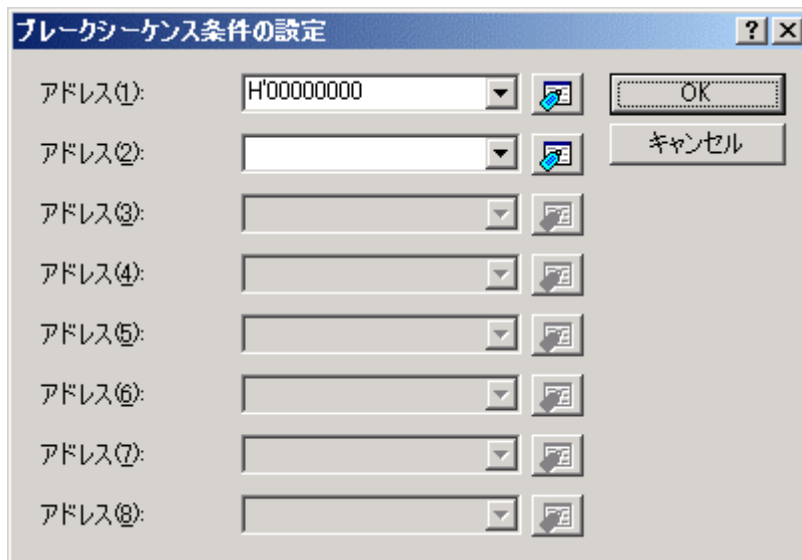 ブレークシーケンス条件の設定
アドレス(1): H'00000000 OK
アドレス(2): キャンセル
アドレス(3):
アドレス(4):
アドレス(5):
アドレス(6):
アドレス(7):
アドレス(8):